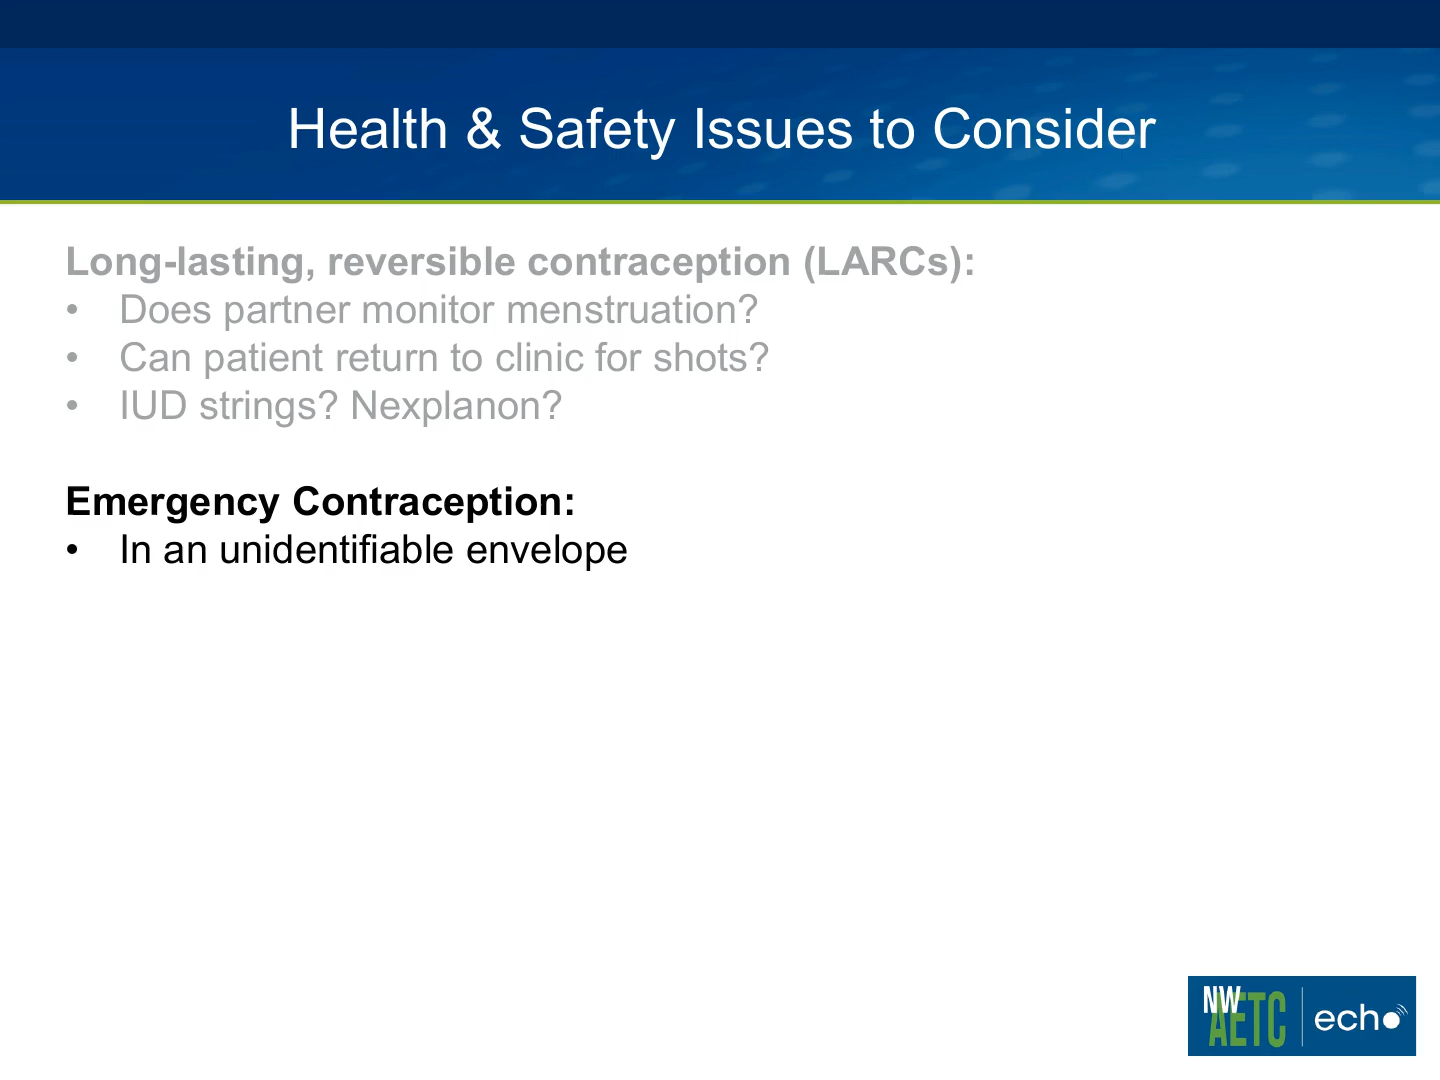 Health & Safety Issues to Consider
Long-lasting, reversible contraception (LARCs):
• Does partner monitor menstruation?
• Can patient return to clinic for shots?
• IUD strings? Nexplanon?
Emergency Contraception:
• In an unidentifiable envelope
NW
AETC
echo